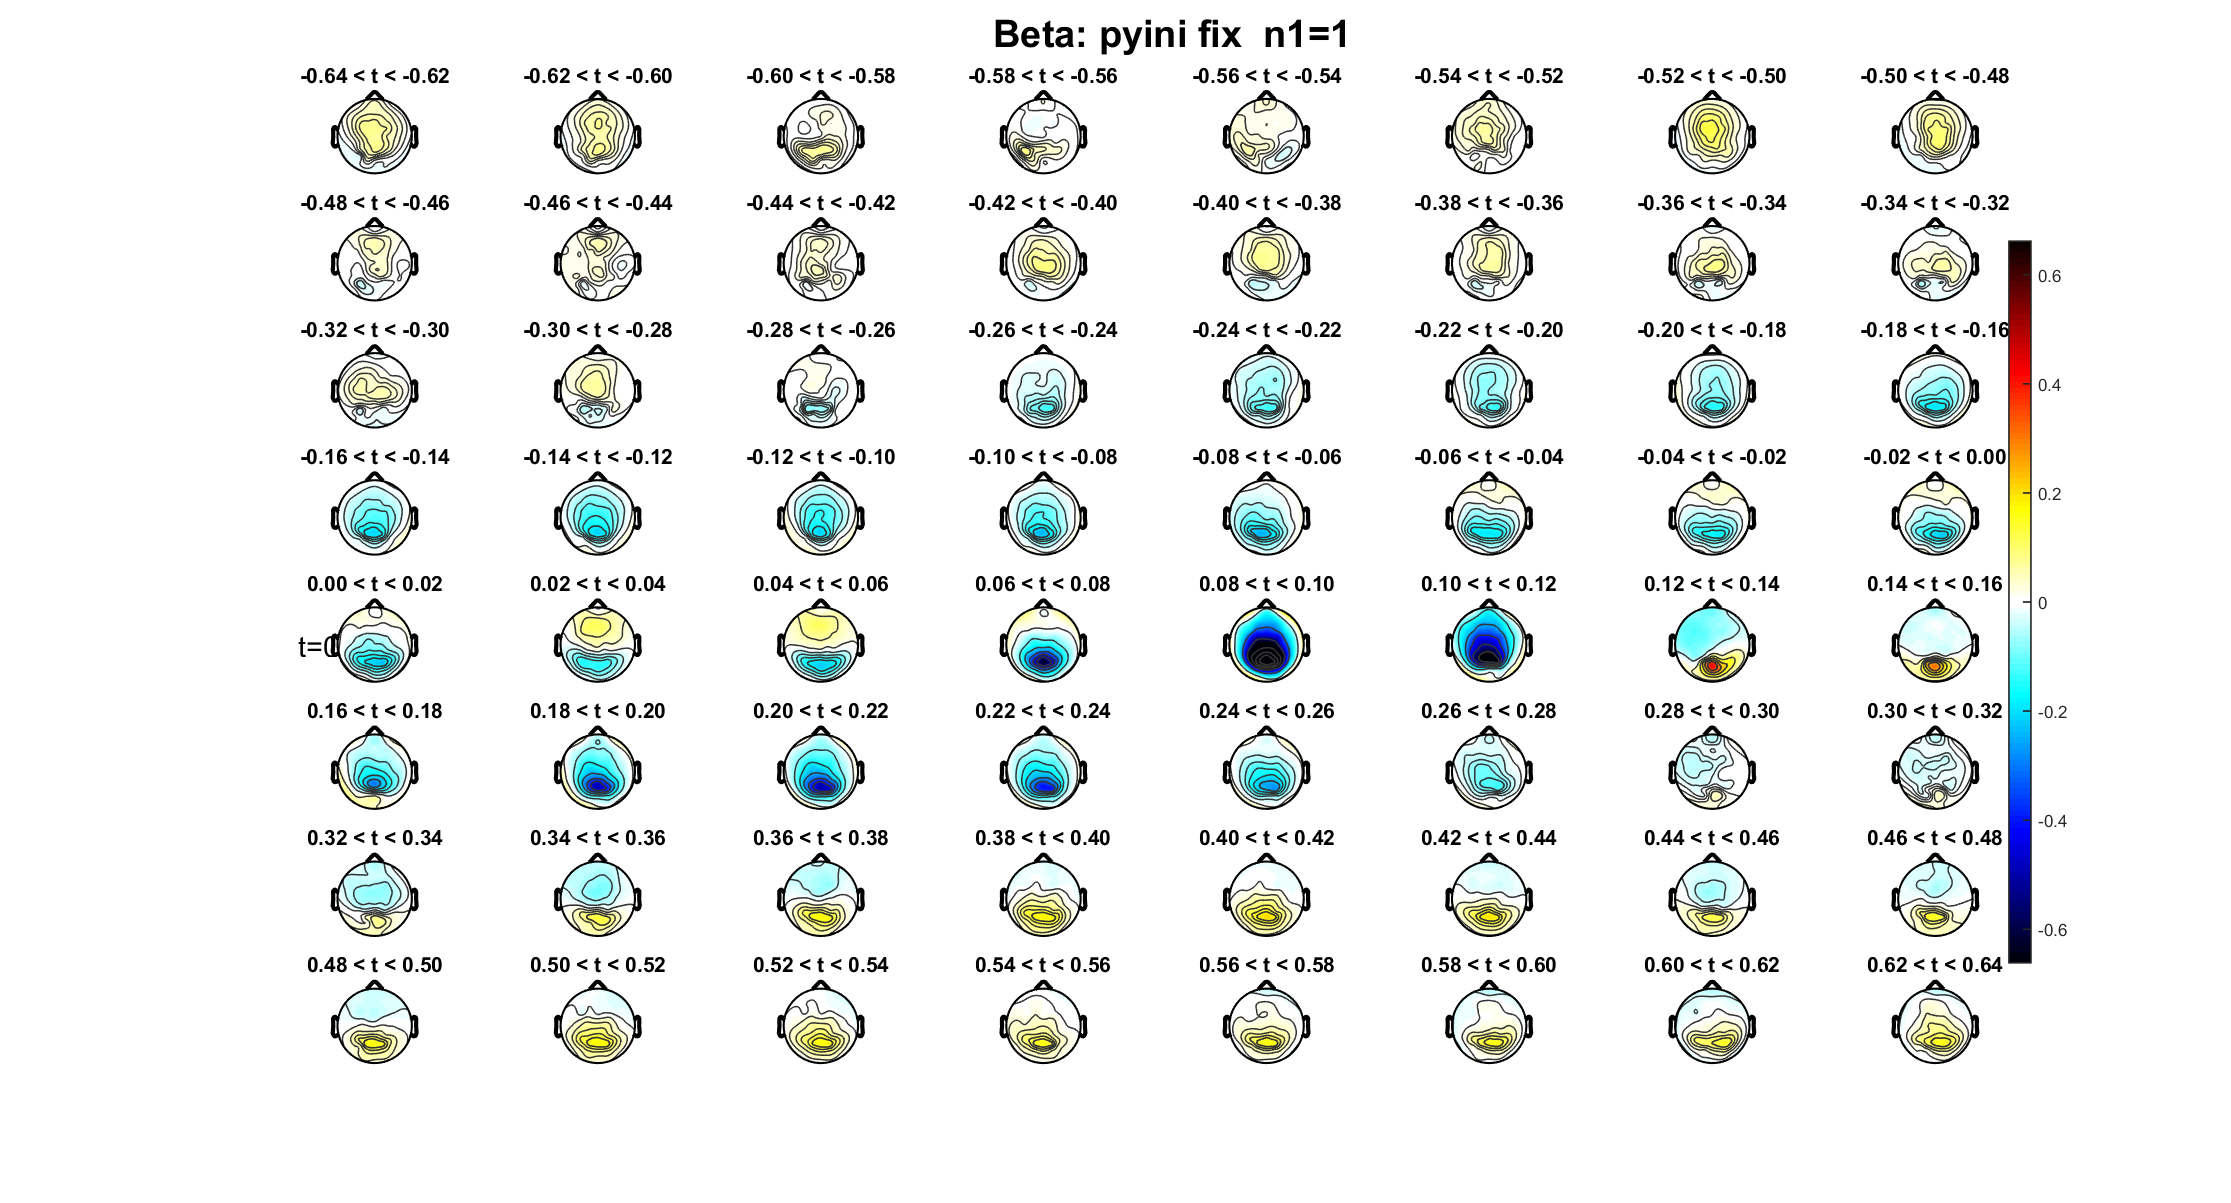 Beta: pyini fix  n1=1
-0.64 < t < -0.62 -0.62 < t < -0.60 -0.60 < t < -0.58 -0.58 < t < -0.56 -0.56 < t < -0.54 -0.54 < t < -0.52 -0.52 < t < -0.50 -0.50 < t < -0.48
-0.48 < t < -0.46 -0.46 < t < -0.44 -0.44 < t < -0.42 -0.42 < t < -0.40 -0.40 < t < -0.38 -0.38 < t < -0.36 -0.36 < t < -0.34 -0.34 < t < -0.32
0.6
-0.32 < t < -0.30 -0.30 < t < -0.28 -0.28 < t < -0.26 -0.26 < t < -0.24 -0.24 < t < -0.22 -0.22 < t < -0.20 -0.20 < t < -0.18 -0.18 < t < -0.16
0.4
-0.16 < t < -0.14 -0.14 < t < -0.12 -0.12 < t < -0.10 -0.10 < t < -0.08 -0.08 < t < -0.06 -0.06 < t < -0.04 -0.04 < t < -0.02 -0.02 < t < 0.00
0.2
0.00 < t < 0.02 0.02 < t < 0.04 0.04 < t < 0.06 0.06 < t < 0.08 0.08 < t < 0.10 0.10 < t < 0.12 0.12 < t < 0.14 0.14 < t < 0.16
0
t=0
0.16 < t < 0.18 0.18 < t < 0.20 0.20 < t < 0.22 0.22 < t < 0.24 0.24 < t < 0.26 0.26 < t < 0.28 0.28 < t < 0.30 0.30 < t < 0.32
-0.2
-0.4
0.32 < t < 0.34 0.34 < t < 0.36 0.36 < t < 0.38 0.38 < t < 0.40 0.40 < t < 0.42 0.42 < t < 0.44 0.44 < t < 0.46 0.46 < t < 0.48
-0.6
0.48 < t < 0.50 0.50 < t < 0.52 0.52 < t < 0.54 0.54 < t < 0.56 0.56 < t < 0.58 0.58 < t < 0.60 0.60 < t < 0.62 0.62 < t < 0.64